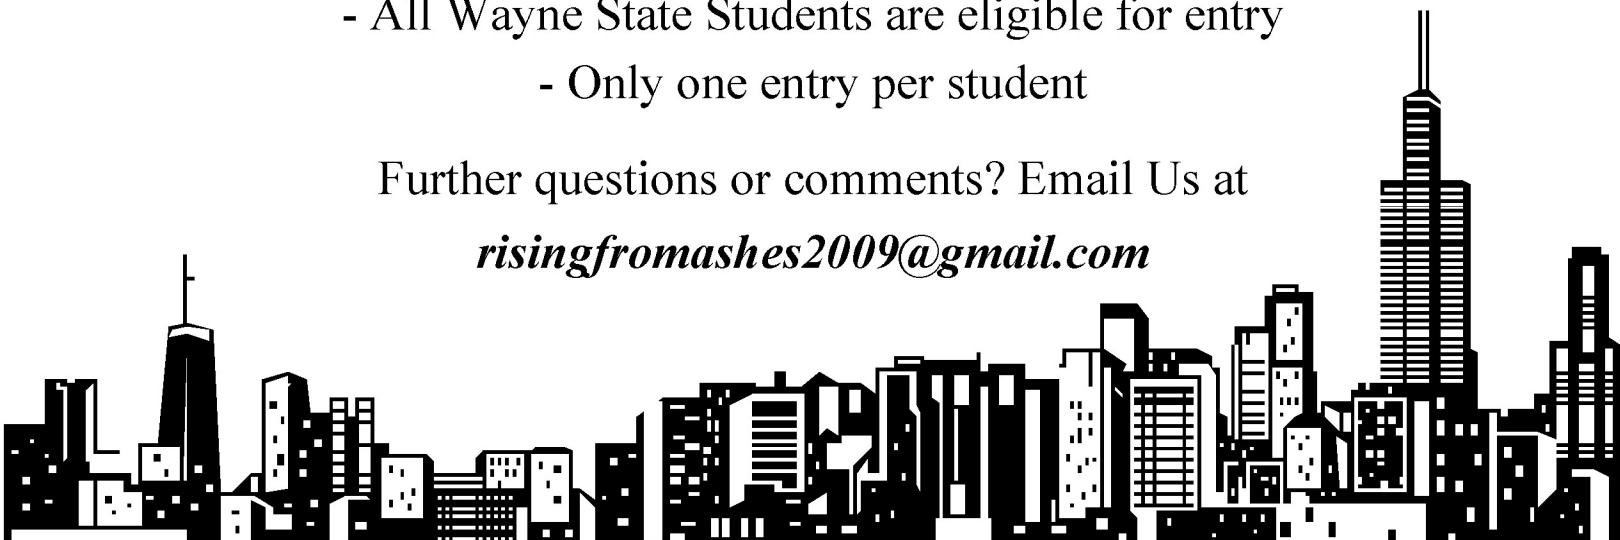 - All Wayne State Students are eligible for entry
- Only one entry per student
Further questions or comments? Email Us at
risingfromashes2009@gmail.com